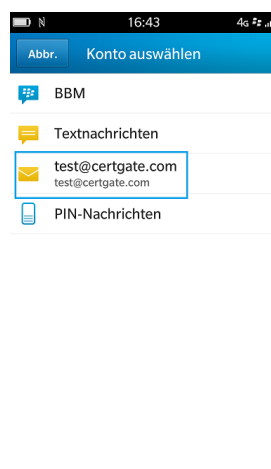 16:43
4G
Abbr.
Konto auswählen
BBM
Textnachrichten
test@certgate.com
test@certgate.com
PIN-Nachrichten